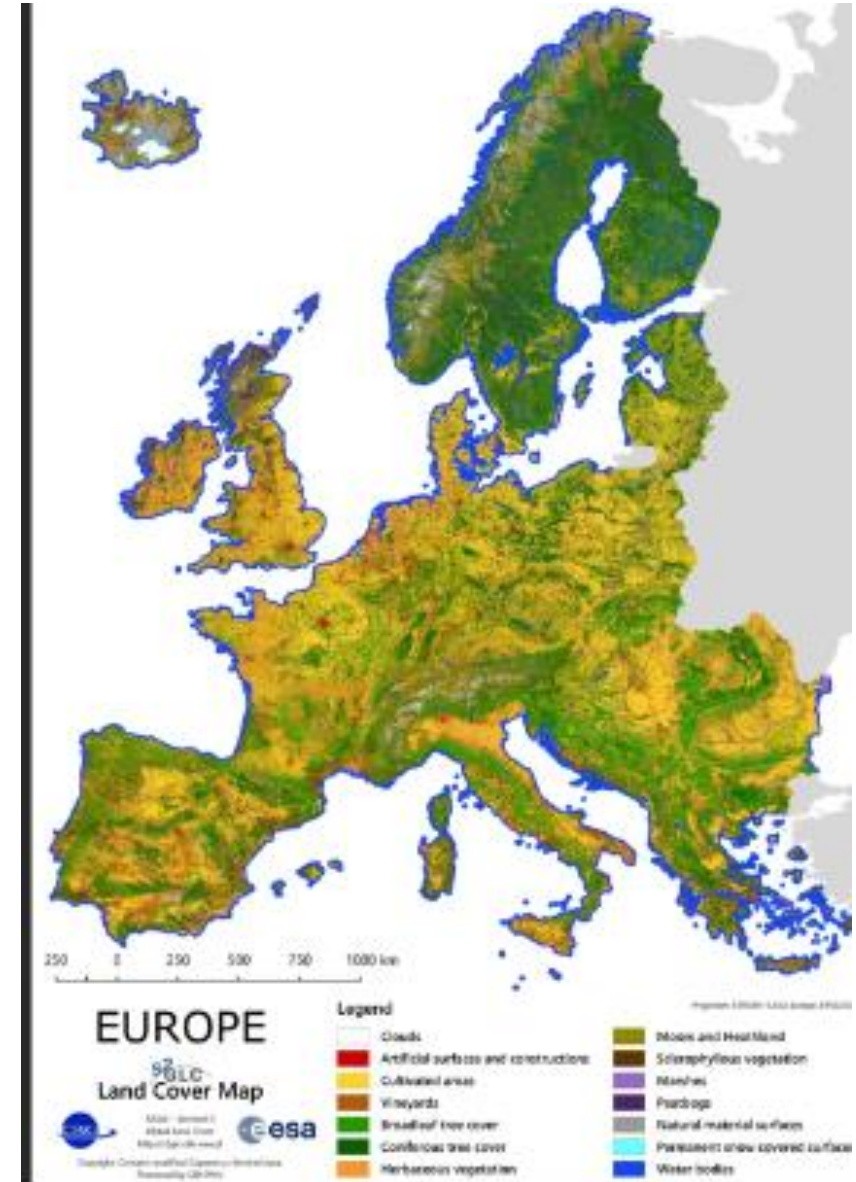 250 0 250 500 750 1000 km
EUROPE
S2GLC
Land Cover Map
esa
Legend
Clouds
Artificial surfaces and constructions
Cultivated areas
Vineyards
Broadleaf tree cover
Coniferous tree cover
Herbaceous vegetation
Moors and Heathland
Sclerophyllous vegetation
Marshes
Peatbogs
Natural material surfaces
Permanent snow covered surfaces
Water bodies